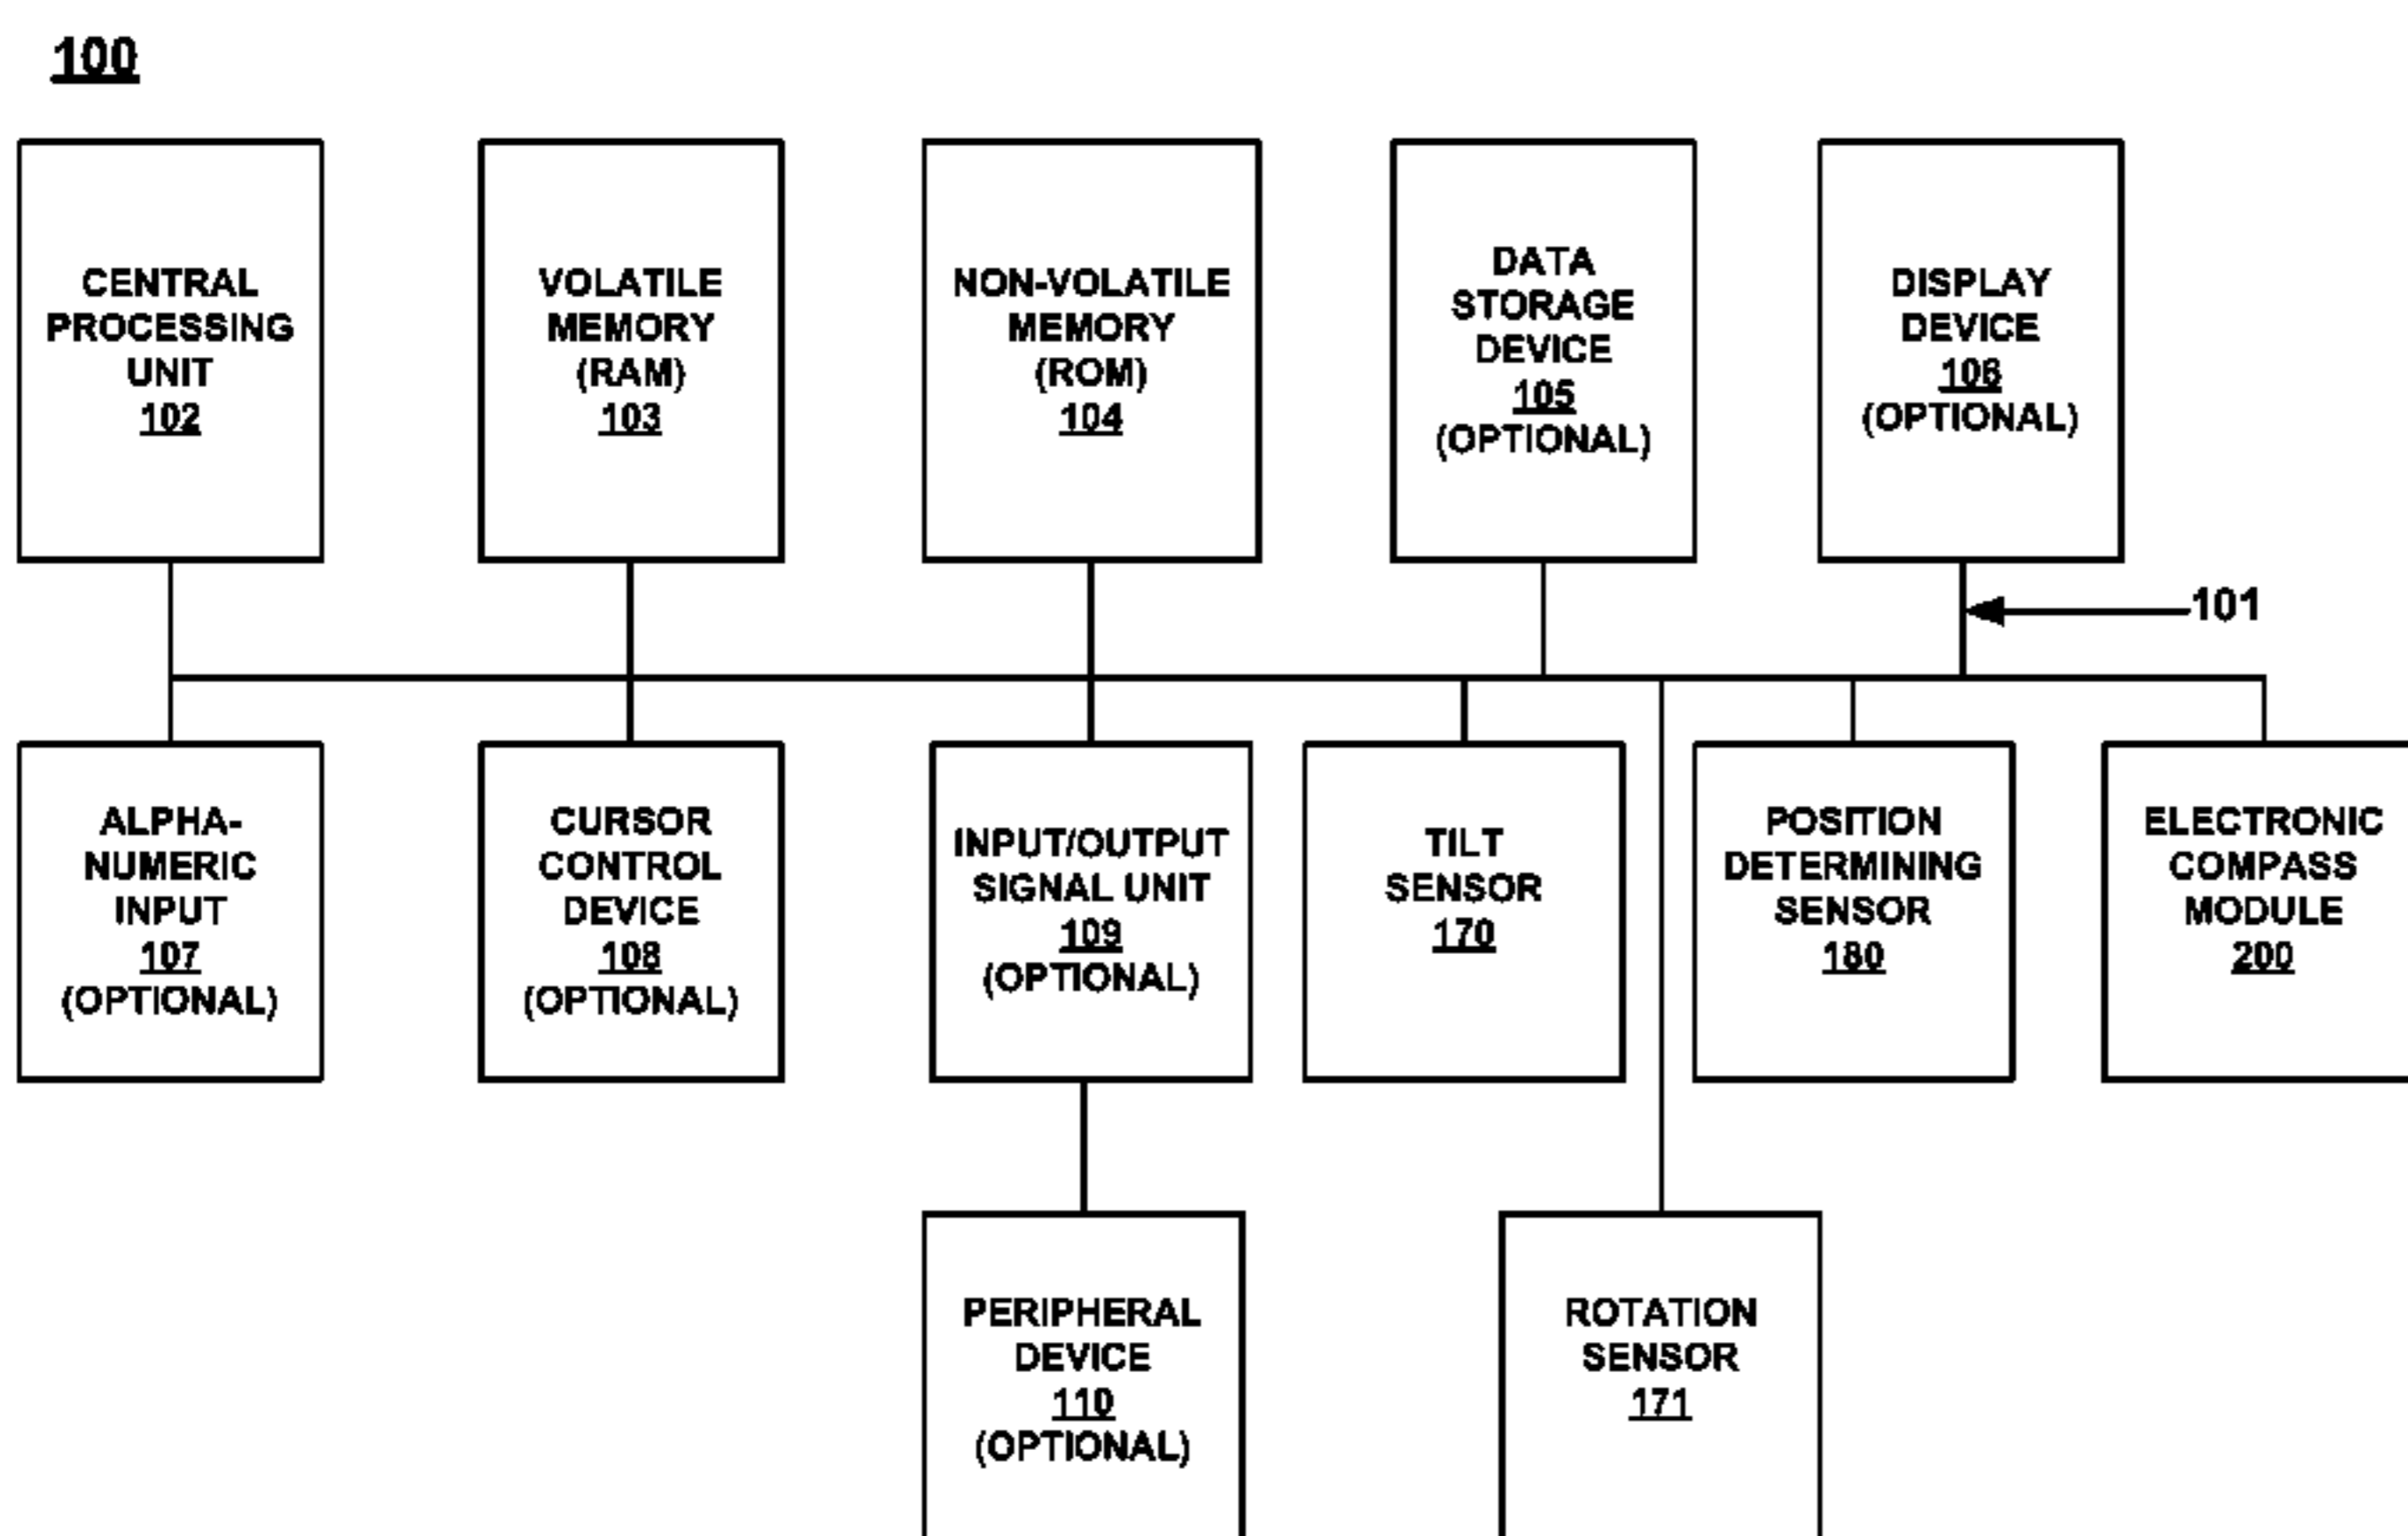 100
CENTRAL
PROCESSING
UNIT
102
VOLATILE
MEMORY
(RAM)
103
NON-VOLATILE
MEMORY
(ROM)
104
DATA
STORAGE
DEVICE
105
(OPTIONAL)
DISPLAY
DEVICE
106
(OPTIONAL)
101
ALPHA-
NUMERIC
INPUT
107
(OPTIONAL)
CURSOR
CONTROL
DEVICE
108
(OPTIONAL)
INPUT/OUTPUT
SIGNAL UNIT
109
(OPTIONAL)
TILT
SENSOR
170
POSITION
DETERMINING
SENSOR
180
ELECTRONIC
COMPASS
MODULE
200
PERIPHERAL
DEVICE
110
(OPTIONAL)
ROTATION
SENSOR
171